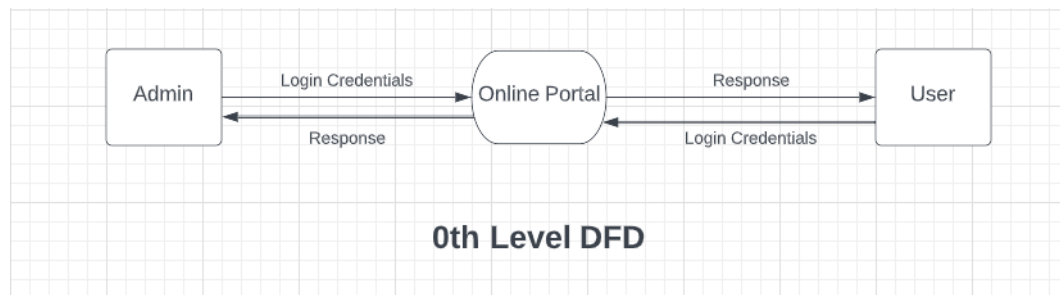 Login Credentials
Response
Admin
Online Portal
User
Response
Login Credentials
0th Level DFD